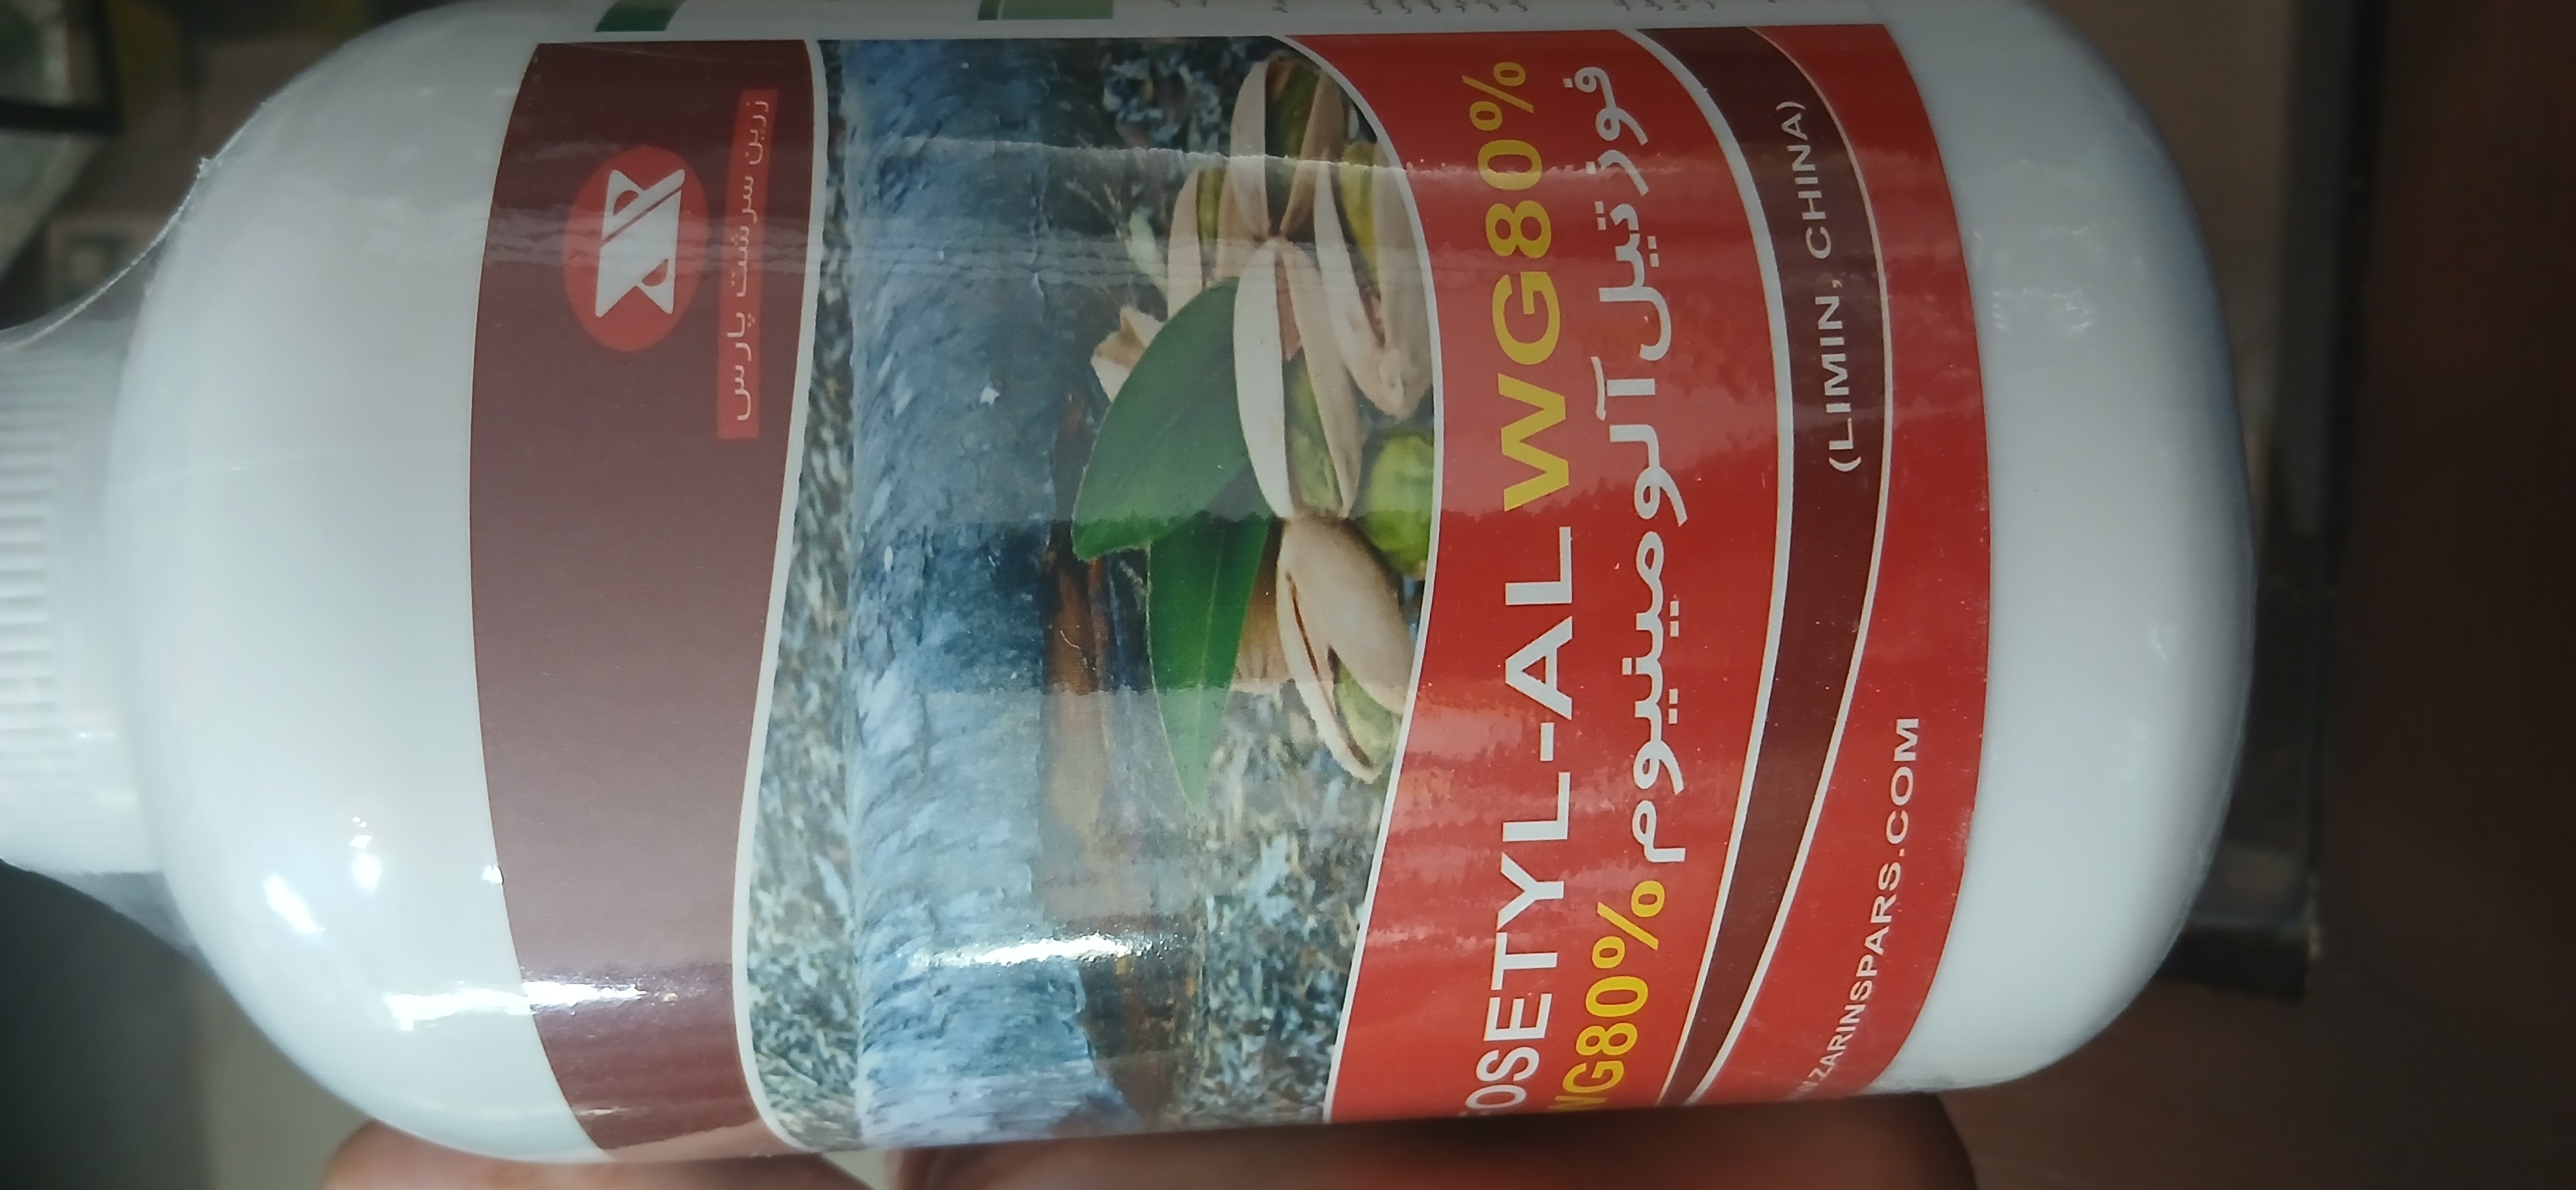 زرین سرشت پارس
FOSETYL-AL WG80%
فوزتیل آلومینیوم WG80%
(LIMIN, CHINA)
ZARINSPARS.COM